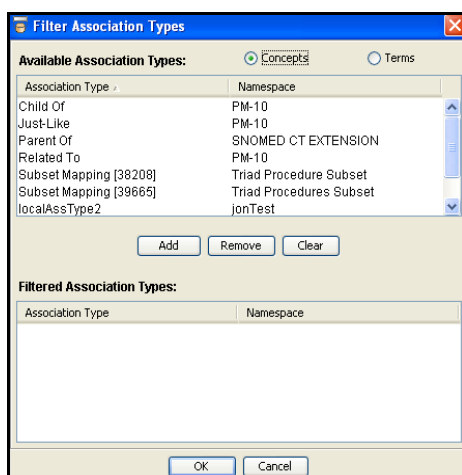 Filter Association Types
Available Association Types: Concepts Terms
Association Type Namespace
Child Of PM-10
Just-Like PM-10
Parent Of SNOMED CT EXTENSION
Related To PM-10
Subset Mapping [38208] Triad Procedure Subset
Subset Mapping [39665] Triad Procedures Subset
localAssType2 jonTest
Add Remove Clear
Filtered Association Types:
Association Type Namespace
OK Cancel